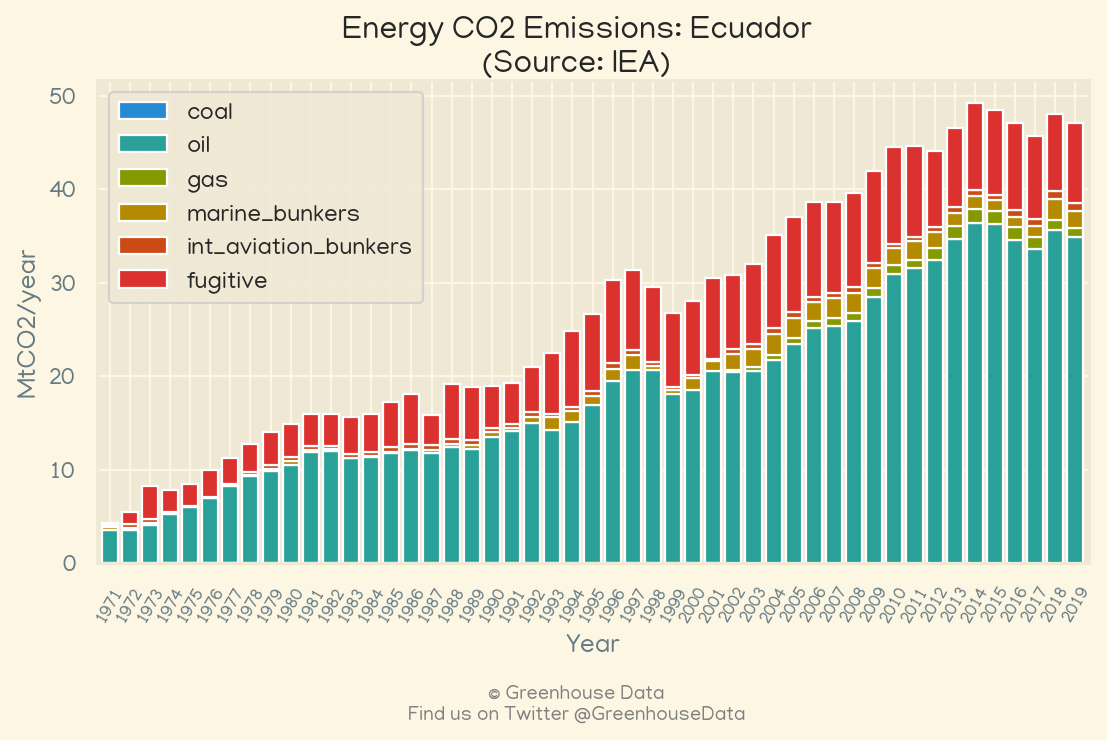 Energy CO2 Emissions: Ecuador
(Source: IEA)
50
40
30
20
10
0
MtCO2/year
coal
oil
gas
marine_bunkers
int_aviation_bunkers
fugitive
1971 1972 1973 1974 1975 1976 1977 1978 1979 1980 1981 1982 1983 1984 1985 1986 1987 1988 1989 1990 1991 1992 1993 1994 1995 1996 1997 1998 1999 2000 2001 2002 2003 2004 2005 2006 2007 2008 2009 2010 2011 2012 2013 2014 2015 2016 2017 2018 2019
Year
© Greenhouse Data
Find us on Twitter @GreenhouseData